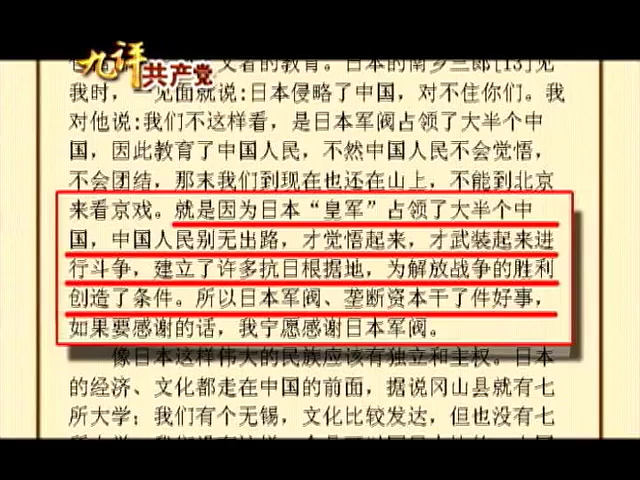 九评
共产党
的教育。日本的南乡三郎[13]见
我时，一见面就说:日本侵略了中国，对不住你们。我
对他说:我们不这样看，是日本军阀占领了大半个中
国，因此教育了中国人民，不然中国人民不会觉悟，
不会团结，那末我们到现在也还在山上，不能到北京
来看京戏。就是因为日本“皇军”占领了大半个中
国，中国人民别无出路，才觉悟起来，才武装起来进
行斗争，建立了许多抗日根据地，为解放战争的胜利
创造了条件。所以日本军阀、垄断资本干了件好事，
如果要感谢的话，我宁愿感谢日本军阀。
像日本这样伟大的民族应该有独立和主权。日本
的经济、文化都走在中国的前面，据说冈山县就有七
所大学；我们有个无锡，文化比较发达，但也没有七